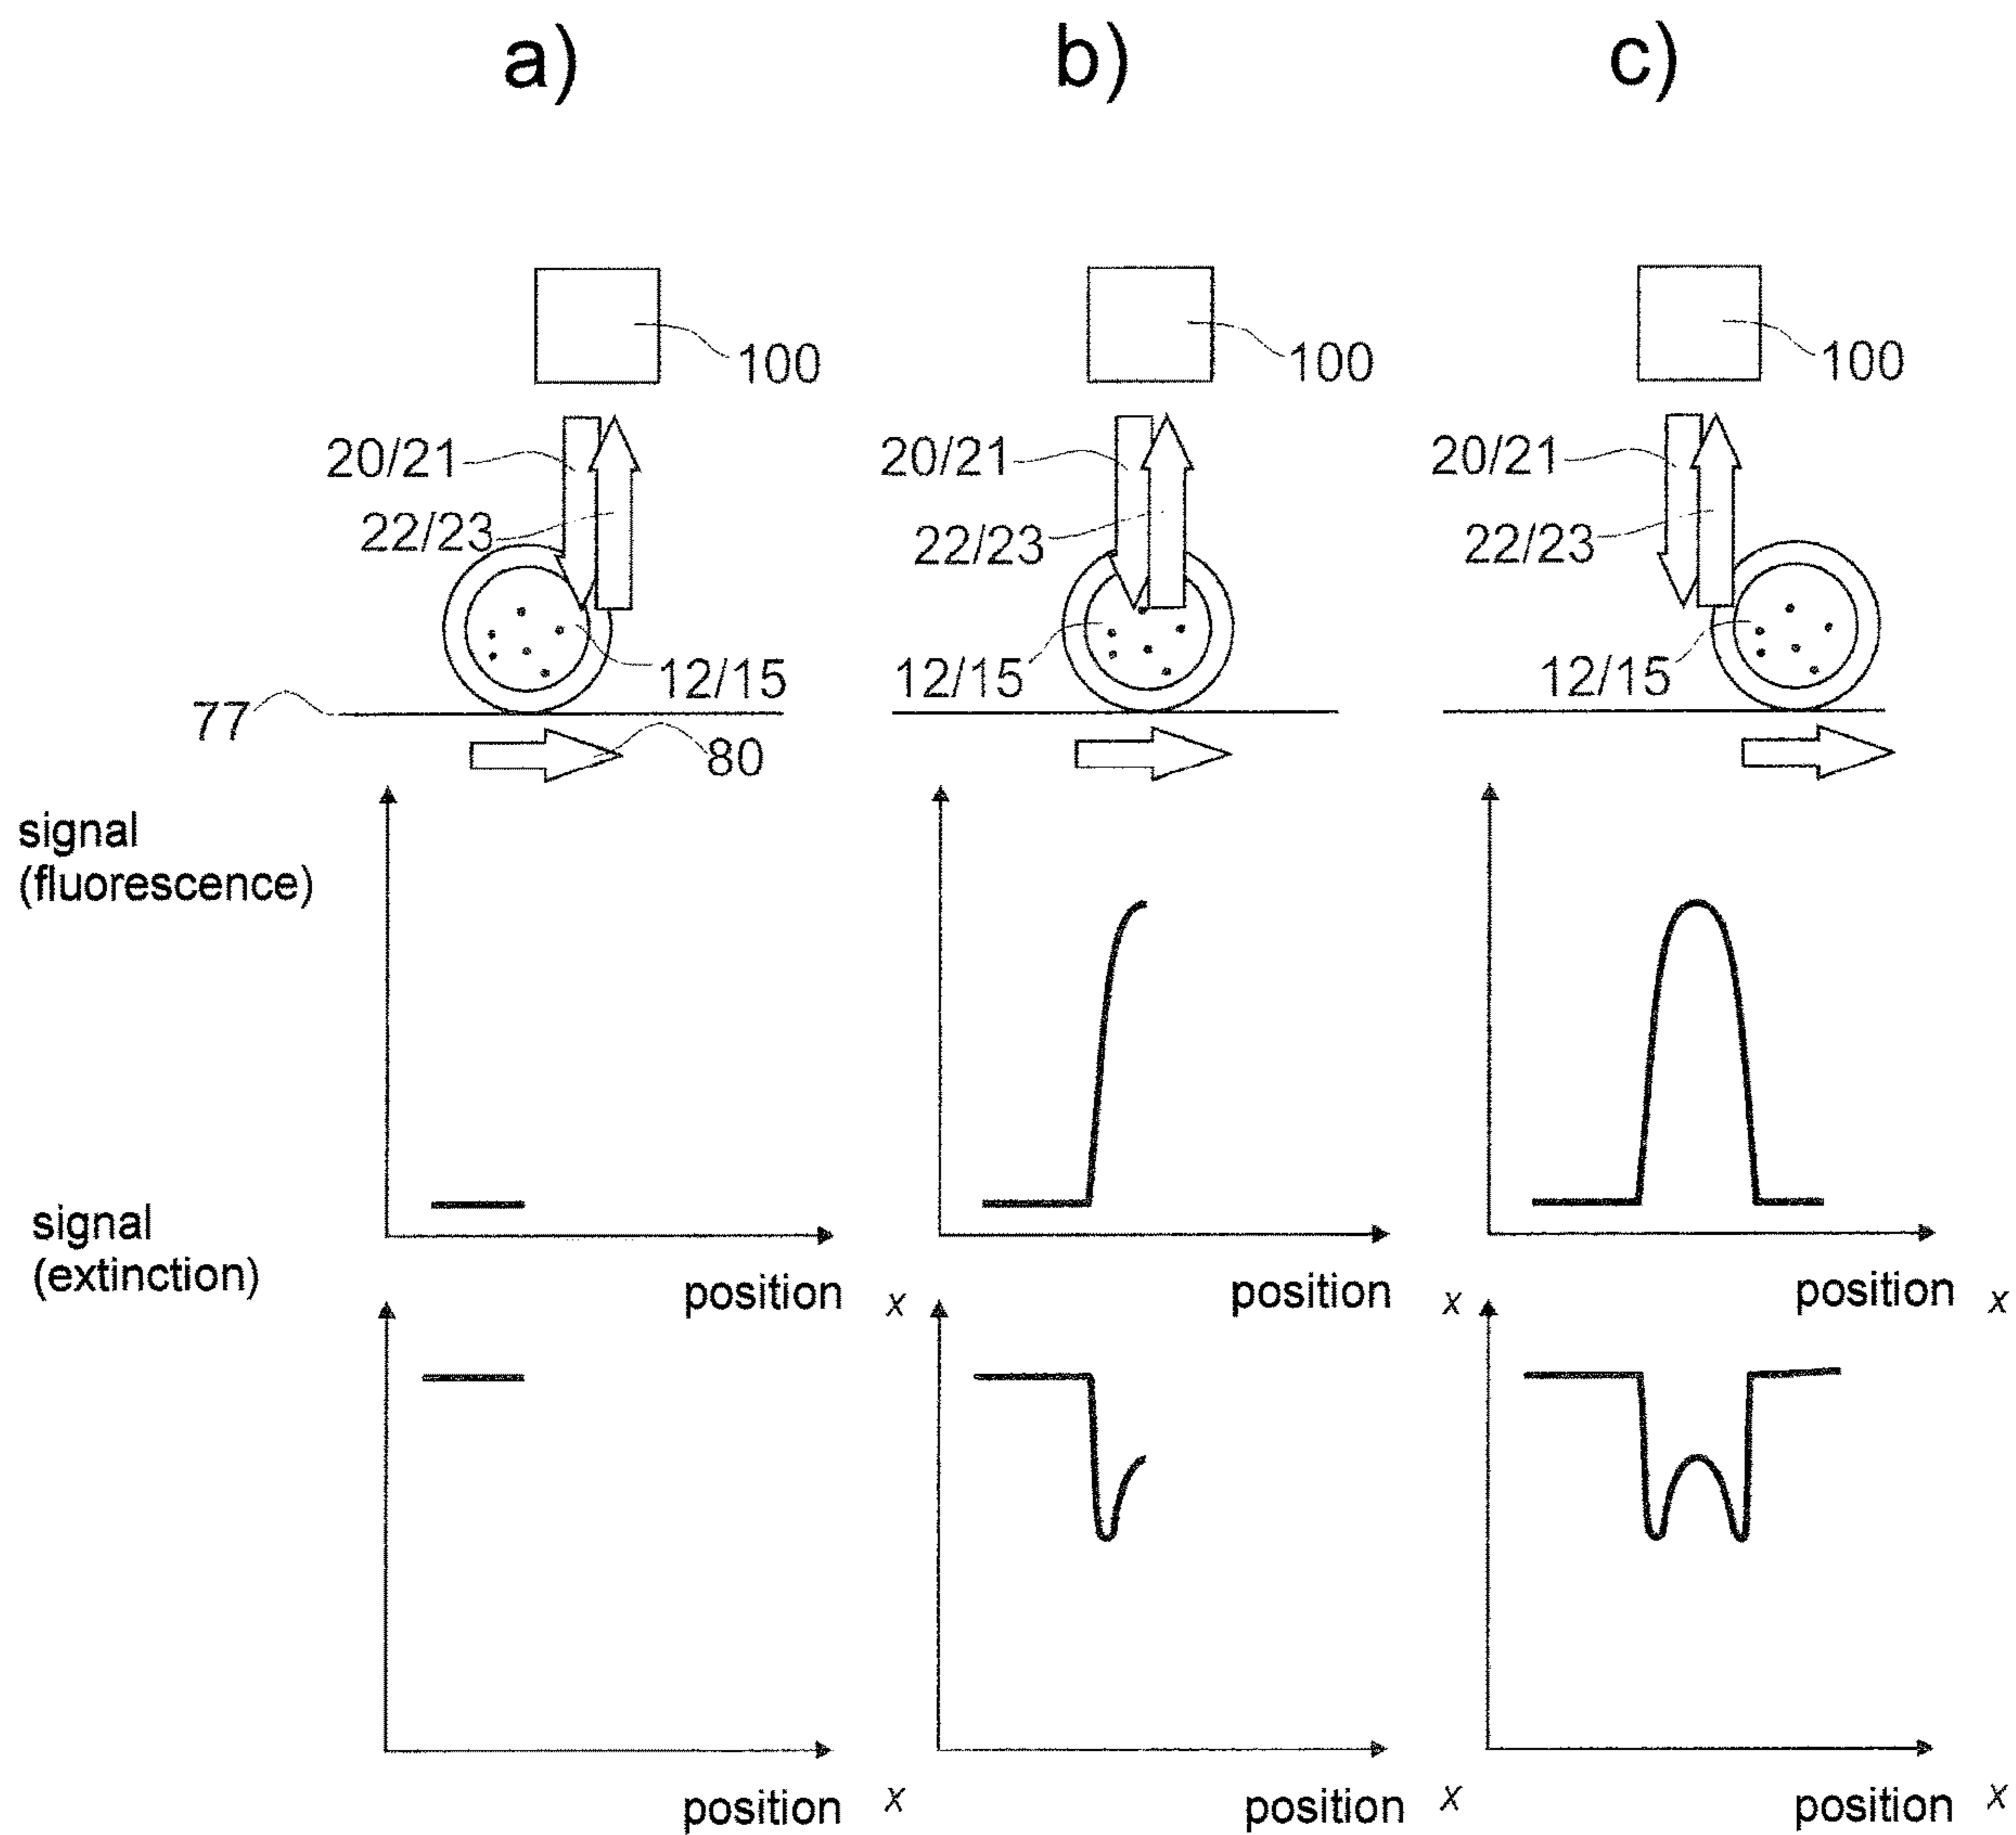 a) b) c)
100 100 100
20/21 20/21 20/21
22/23 22/23 22/23
12/15 12/15 12/15
77
80
signal
(fluorescence)
signal
(extinction)
position x position x position x
position x position x position x